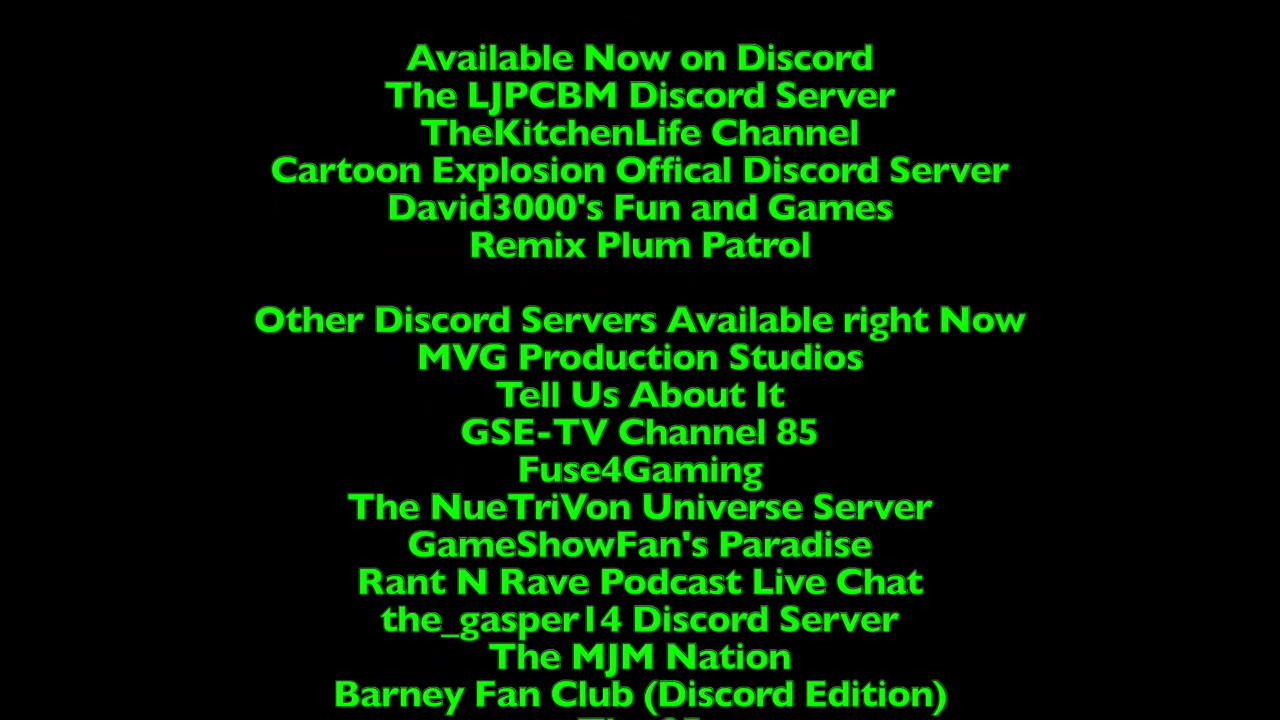 Available Now on Discord
The LJPCBM Discord Server
TheKitchenLife Channel
Cartoon Explosion Offical Discord Server
David3000's Fun and Games
Remix Plum Patrol
Other Discord Servers Available right Now
MVG Production Studios
Tell Us About It
GSE-TV Channel 85
Fuse4Gaming
The NueTriVon Universe Server
GameShowFan's Paradise
Rant N Rave Podcast Live Chat
the_gasper14 Discord Server
The MJM Nation
Barney Fan Club (Discord Edition)